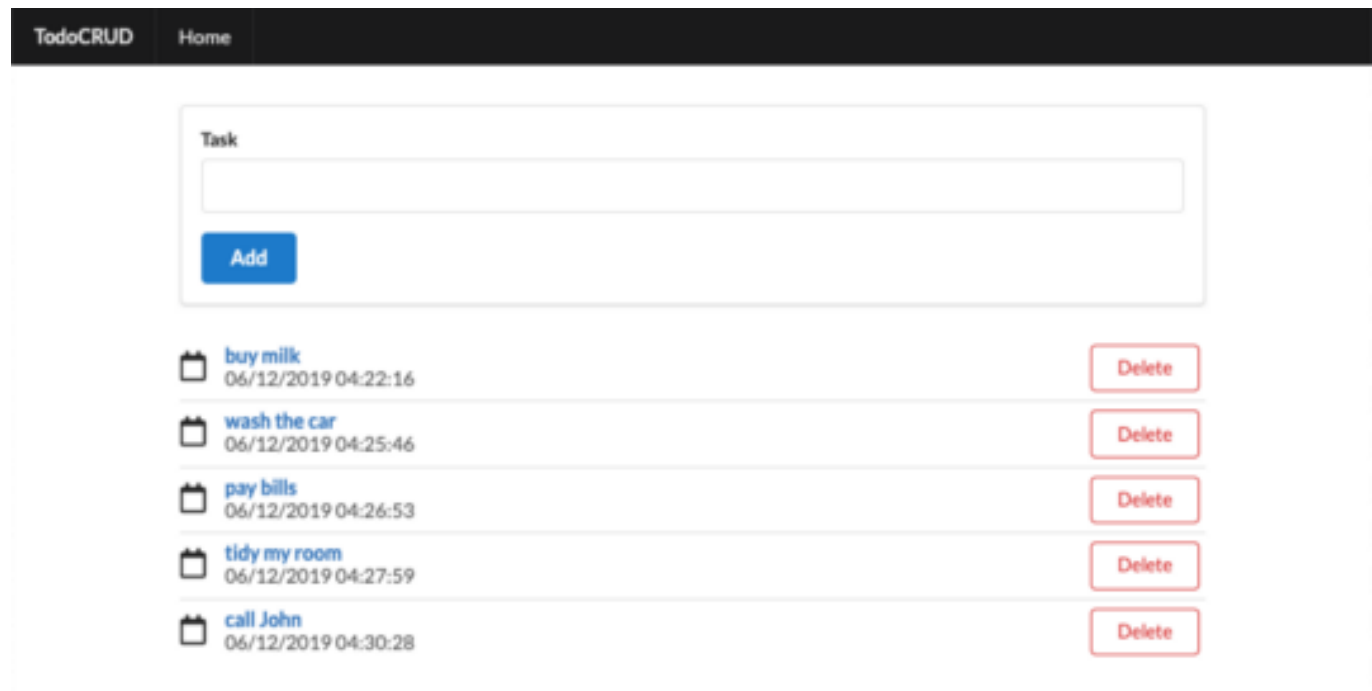 TodoCRUD Home
Task
Add
buy milk
06/12/2019 04:22:16
Delete
wash the car
06/12/2019 04:25:46
Delete
pay bills
06/12/2019 04:26:53
Delete
tidy my room
06/12/2019 04:27:59
Delete
call John
06/12/2019 04:30:28
Delete